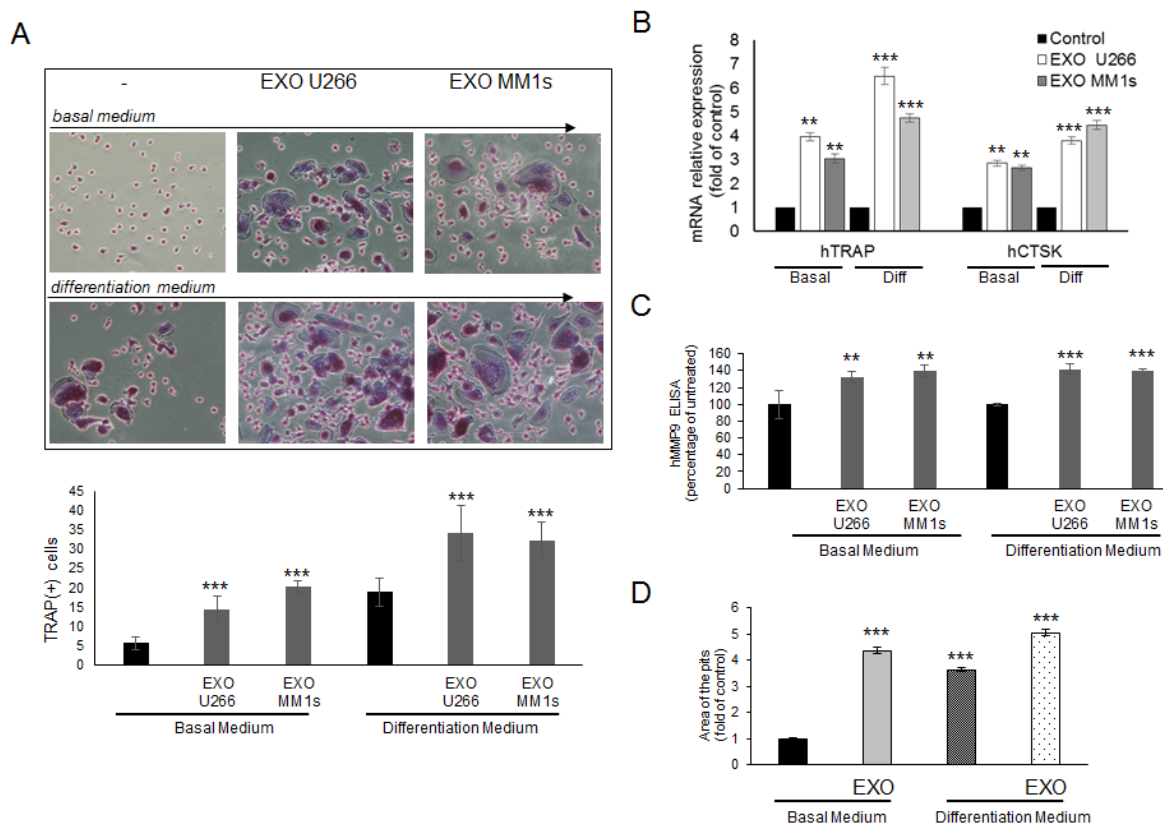 A
- EXO U266 EXO MM1s
basal medium
differentiation medium
TRAP(+) cells
45
40
35
30
25
20
15
10
5
0
*** *** *** ***
EXO U266 EXO MM1s EXO U266 EXO MM1s
Basal Medium Differentiation Medium
B
mRNA relative expression
(fold of control)
8
7
6
5
4
3
2
1
0
Control
EXO U266
EXO MM1s
** ** *** *** ** ** *** ***
hTRAP hCTSK
Basal Diff Basal Diff
C
hMMP9 ELISA
(percentage of untreated)
160
140
120
100
80
60
40
20
0
** ** *** ***
EXO U266 EXO MM1s EXO U266 EXO MM1s
Basal Medium Differentiation Medium
D
Area of the pits
(fold of control)
6
5
4
3
2
1
0
*** *** ***
EXO EXO
Basal Medium Differentiation Medium